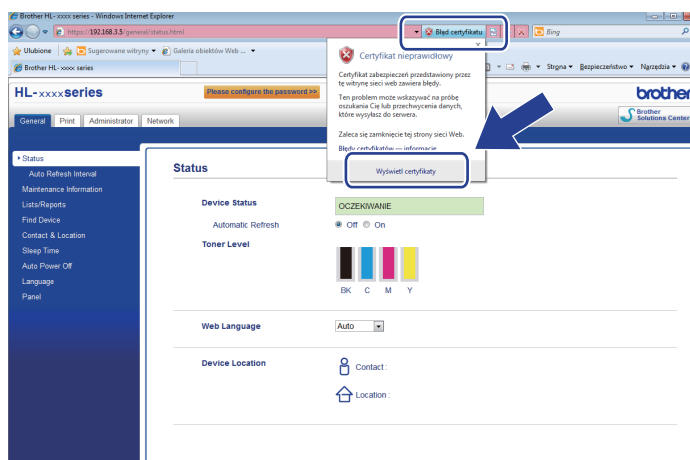 Brother HL- xxxx series - Windows Internet Explorer
https://192.168.3.5/general/status.html
Błąd certyfikatu
Bing
Ulubione
Sugerowane witryny
Galeria obiektów Web ...
Brother HL- xxxx series
Strona
Bezpieczeństwo
Narzędzia
Certyfikat nieprawidłowy
Certyfikat zabezpieczeń przedstawiony przez
tę witrynę sieci web zawiera błędy.
Ten problem może wskazywać na próbę
oszukania Cię lub przechwycenia danych,
które wysyłasz do serwera.
Zaleca się zamknięcie tej strony sieci Web.
Błędy certyfikatów — informacje
Wyświetl certyfikaty
HL-xxxxseries
Please configure the password >>
brother
General
Print
Administrator
Network
Brother
Solutions Center
Status
Auto Refresh Interval
Maintenance Information
Lists/Reports
Find Device
Contact & Location
Sleep Time
Auto Power Off
Language
Panel
Status
Device Status
OCZEKIWANIE
Automatic Refresh
Off
On
Toner Level
BK C M Y
Web Language
Auto
Device Location
Contact :
Location :